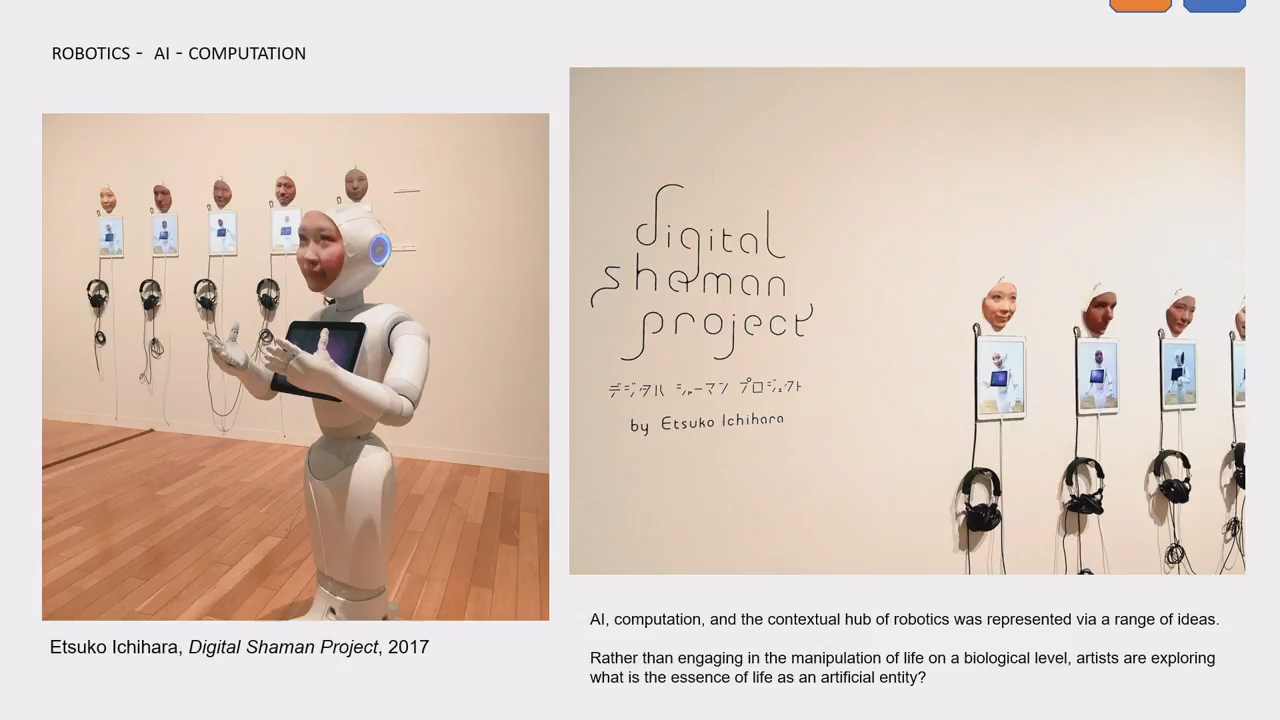 ROBOTICS - AI - COMPUTATION
digital
shaman
project
デジタル シャーマン プロジェクト
by Etsuko Ichihara
Etsuko Ichihara, Digital Shaman Project, 2017
AI, computation, and the contextual hub of robotics was represented via a range of ideas.
Rather than engaging in the manipulation of life on a biological level, artists are exploring
what is the essence of life as an artificial entity?